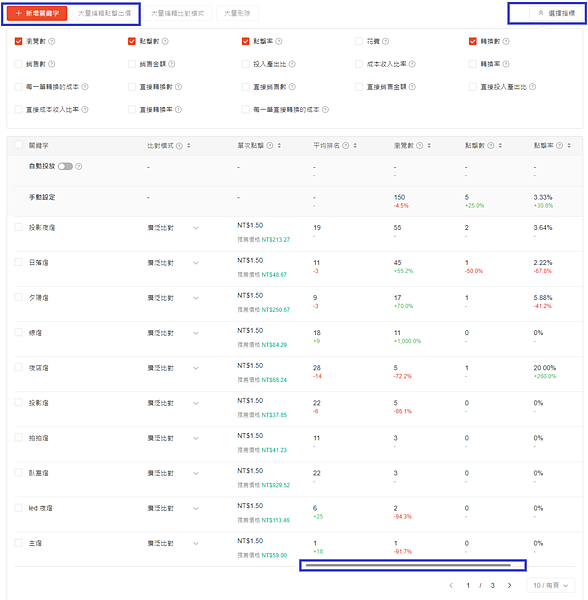 ＋ 新增關鍵字 大量編輯點擊出價 大量編輯比對模式 大量刪除 選擇指標
瀏覽數 點擊數 點擊率 花費 轉換數
銷售數 銷售金額 投入產出比 成本收入比率 轉換率
每一筆轉換的成本 直接轉換數 直接銷售數 直接銷售金額 直接投入產出比
直接成本收入比率 直接轉換率 每一筆直接轉換的成本
關鍵字 比對模式 單次點擊 平均排名 瀏覽數 點擊數 點擊率
自動投放 - - - - - -
- - - -
手動設定 - - - 150 5 3.33%
- -4.5% +25.0% +30.8%
投影夜燈 廣泛比對 NT$1.50 19 55 2 3.64%
推薦價格 NT$213.27 - - - -
日落燈 廣泛比對 NT$1.50 11 45 1 2.22%
推薦價格 NT$48.67 -3 +55.2% -50.0% -67.8%
夕陽燈 廣泛比對 NT$1.50 9 17 1 5.88%
推薦價格 NT$250.67 -3 +70.0% - -41.2%
廣泛比對 NT$1.50 18 11 0 0%
推薦價格 NT$84.29 +9 +1,000.0% - -
夜店燈 廣泛比對 NT$1.50 28 5 1 20.00%
推薦價格 NT$68.24 -14 -72.2% - +260.0%
投影燈 廣泛比對 NT$1.50 22 5 0 0%
推薦價格 NT$37.85 -6 -86.1% - -
拍拍燈 廣泛比對 NT$1.50 11 3 0 0%
推薦價格 NT$41.23 - - - -
臥室燈 廣泛比對 NT$1.50 22 3 0 0%
推薦價格 NT$929.52 - - - -
led 夜燈 廣泛比對 NT$1.50 6 2 0 0%
推薦價格 NT$113.46 +25 -94.3% - -
主燈 廣泛比對 NT$1.50 1 1 0 0%
推薦價格 NT$59.00 +18 -91.7% - -
1 / 3 10 / 每頁